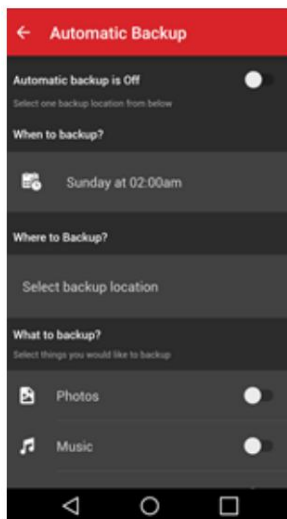 Automatic Backup
Automatic backup is Off
Select one backup location from below
When to backup?
Sunday at 02:00am
Where to Backup?
Select backup location
What to backup?
Select things you would like to backup
Photos
Music